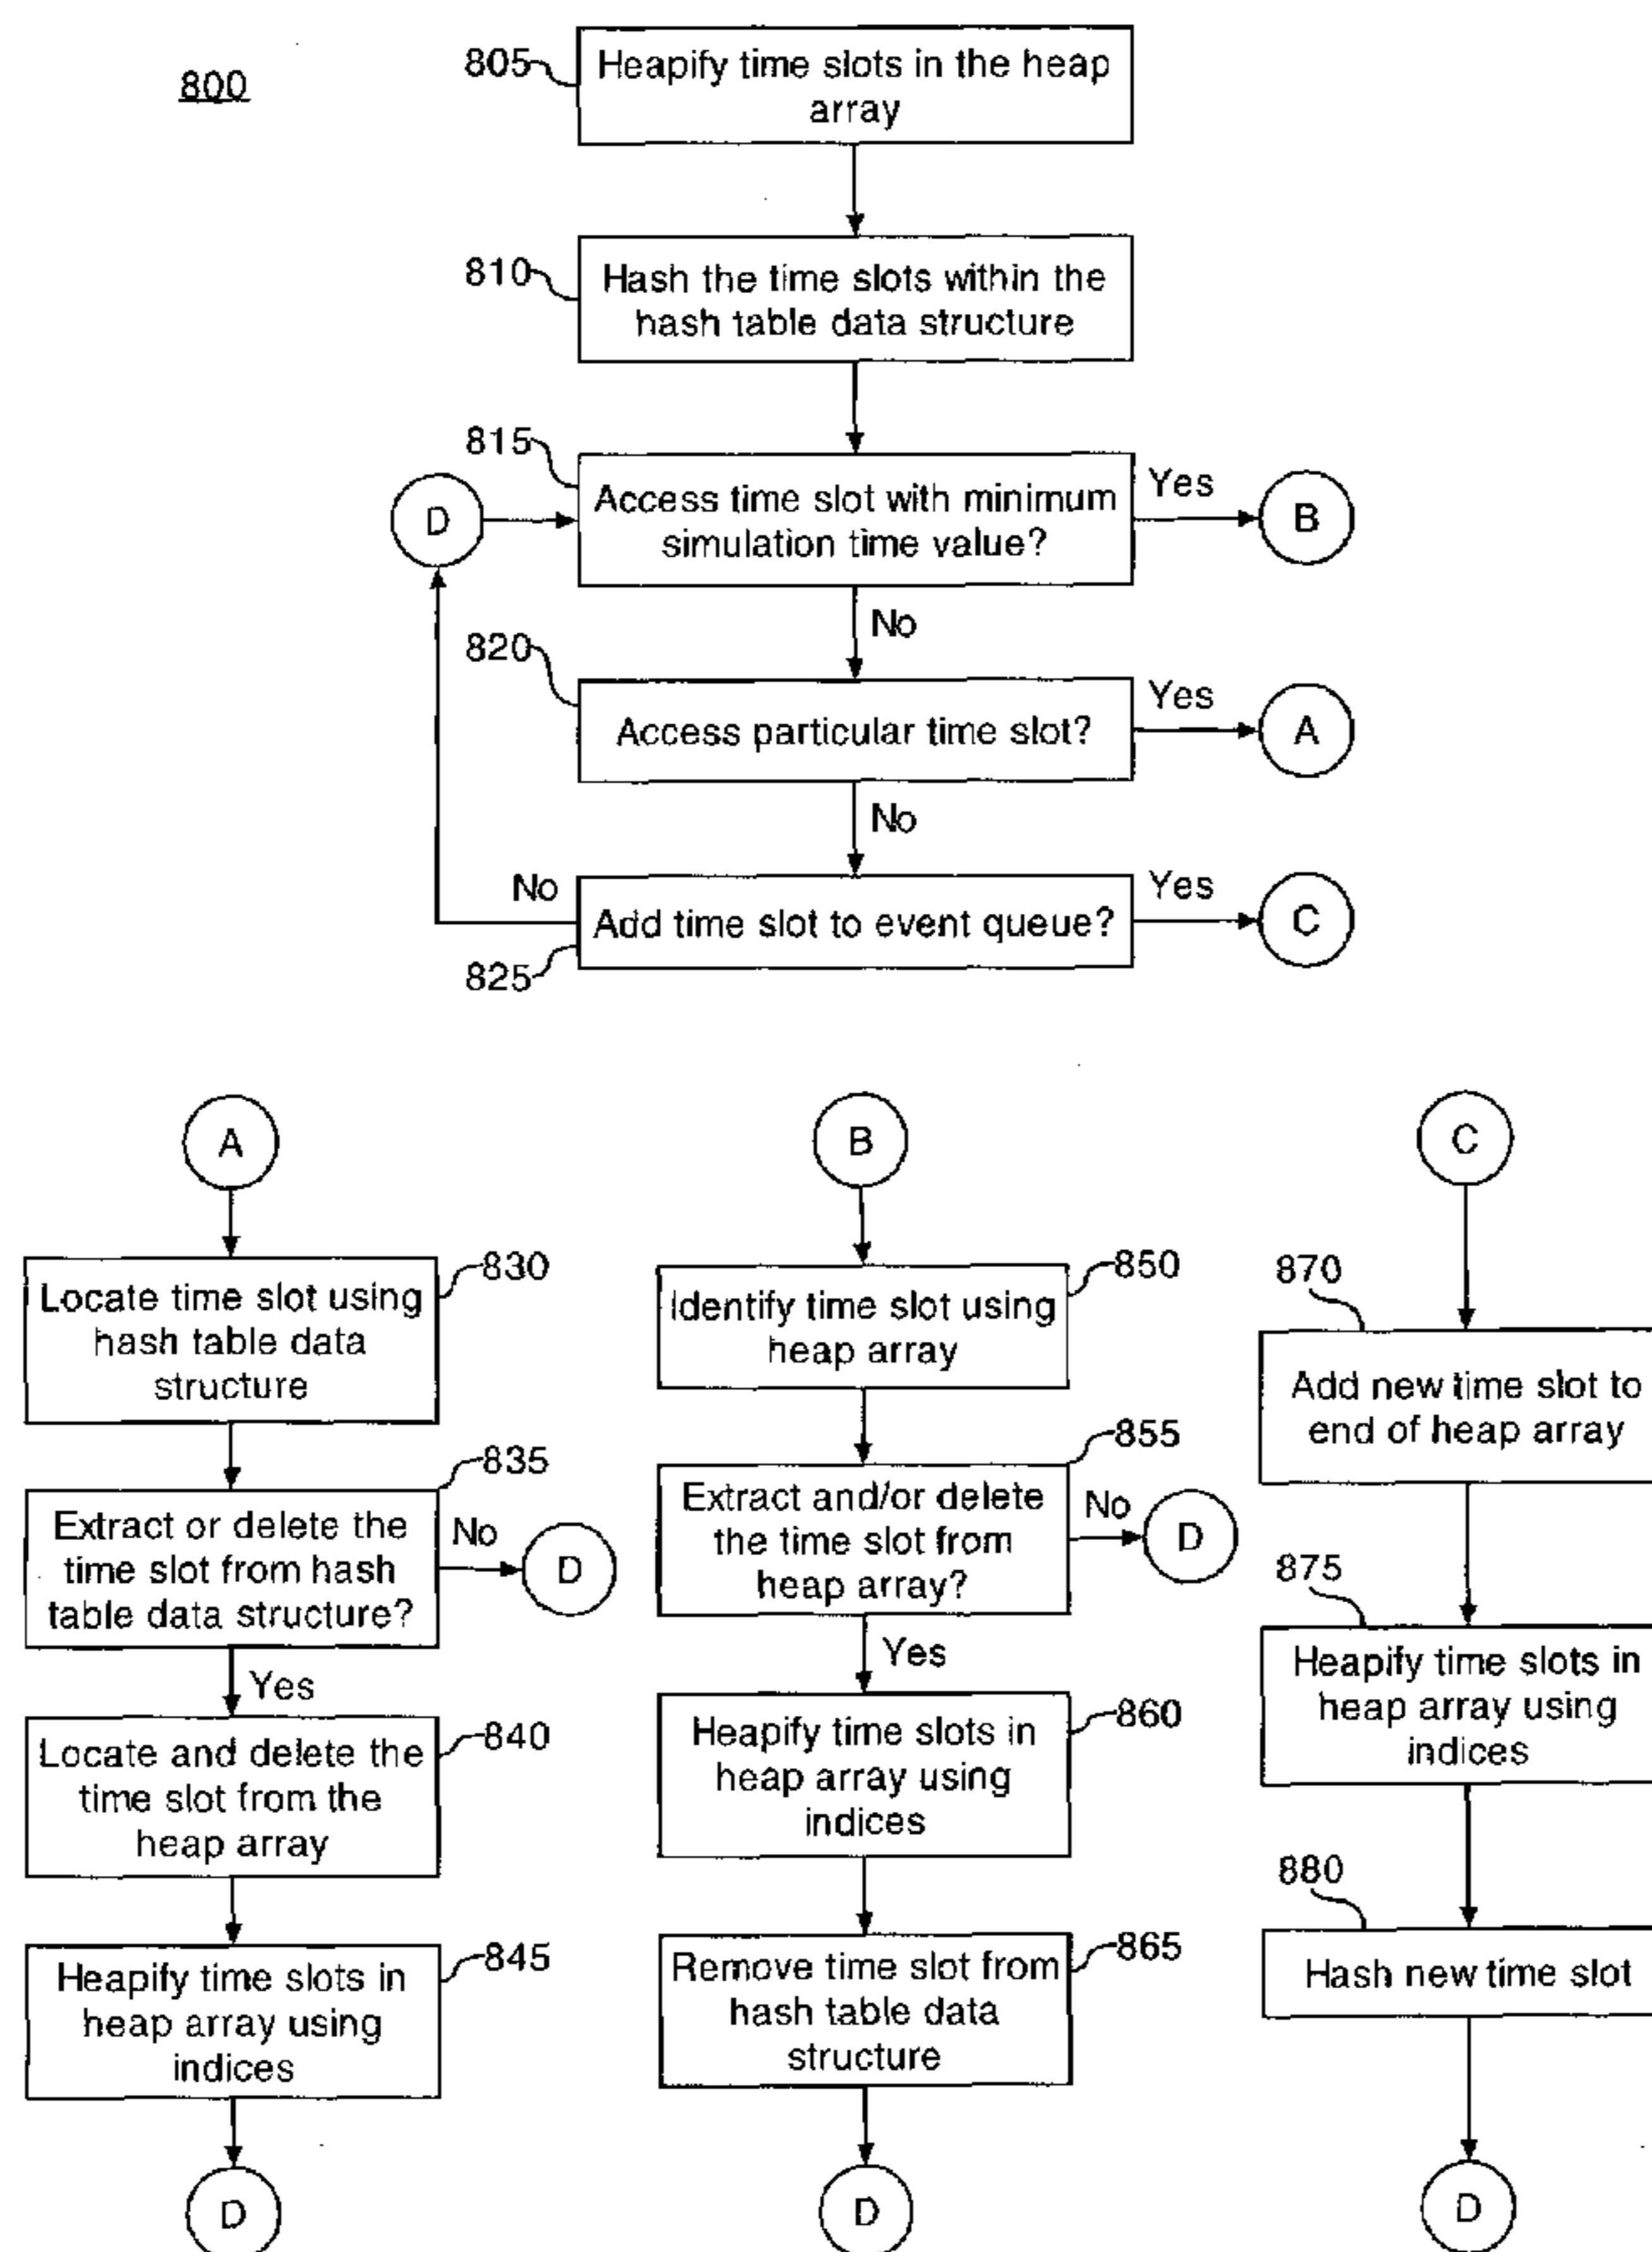 800
805
Heapify time slots in the heap
array
810
Hash the time slots within the
hash table data structure
815
Access time slot with minimum
simulation time value?
Yes
B
D
No
820
Access particular time slot?
Yes
A
No
No
Add time slot to event queue?
Yes
C
825
A
830
Locate time slot using
hash table data
structure
835
Extract or delete the
time slot from hash
table data structure?
No
D
Yes
840
Locate and delete the
time slot from the
heap array
845
Heapify time slots in
heap array using
indices
D
B
850
Identify time slot using
heap array
855
Extract and/or delete
the time slot from
heap array?
No
D
Yes
860
Heapify time slots in
heap array using
indices
865
Remove time slot from
hash table data
structure
D
C
870
Add new time slot to
end of heap array
875
Heapify time slots in
heap array using
indices
880
Hash new time slot
D